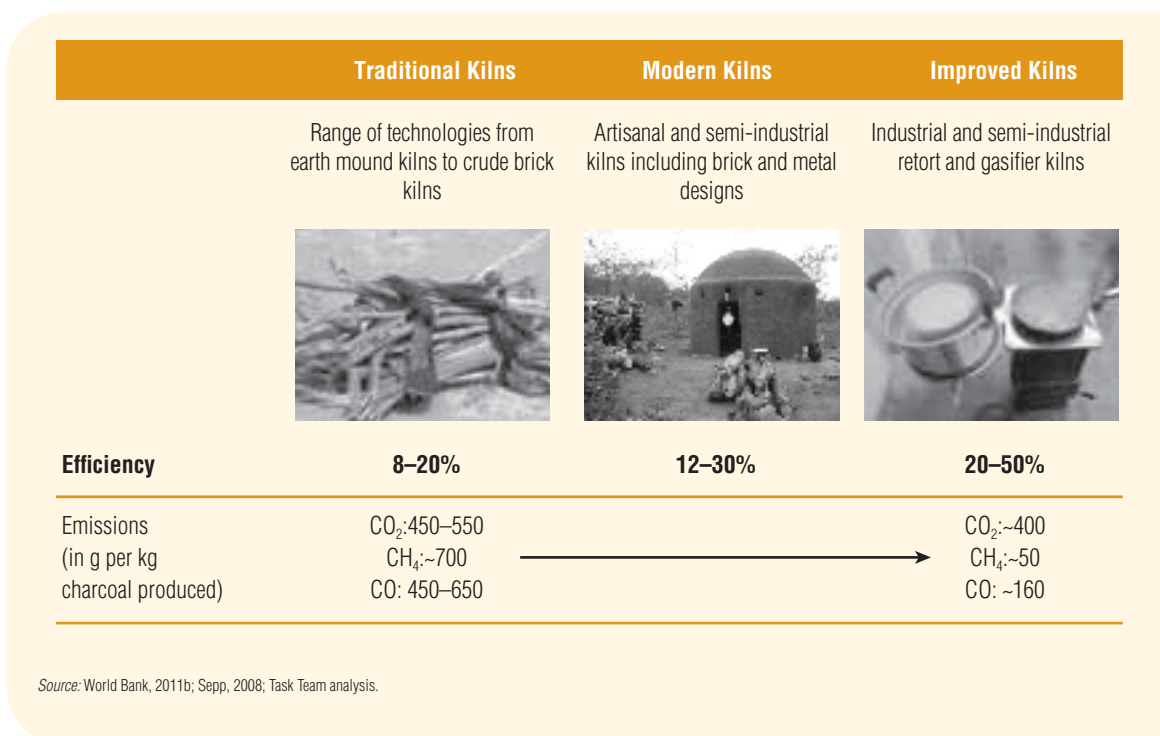 Traditional Kilns Modern Kilns Improved Kilns
Range of technologies from
earth mound kilns to crude brick
kilns
Artisanal and semi-industrial
kilns including brick and metal
designs
Industrial and semi-industrial
retort and gasifier kilns
Efficiency 8–20% 12–30% 20–50%
Emissions
(in g per kg
charcoal produced)
CO₂:450–550
CH₄:~700
CO: 450–650
CO₂:~400
CH₄:~50
CO: ~160
Source: World Bank, 2011b; Sepp, 2008; Task Team analysis.